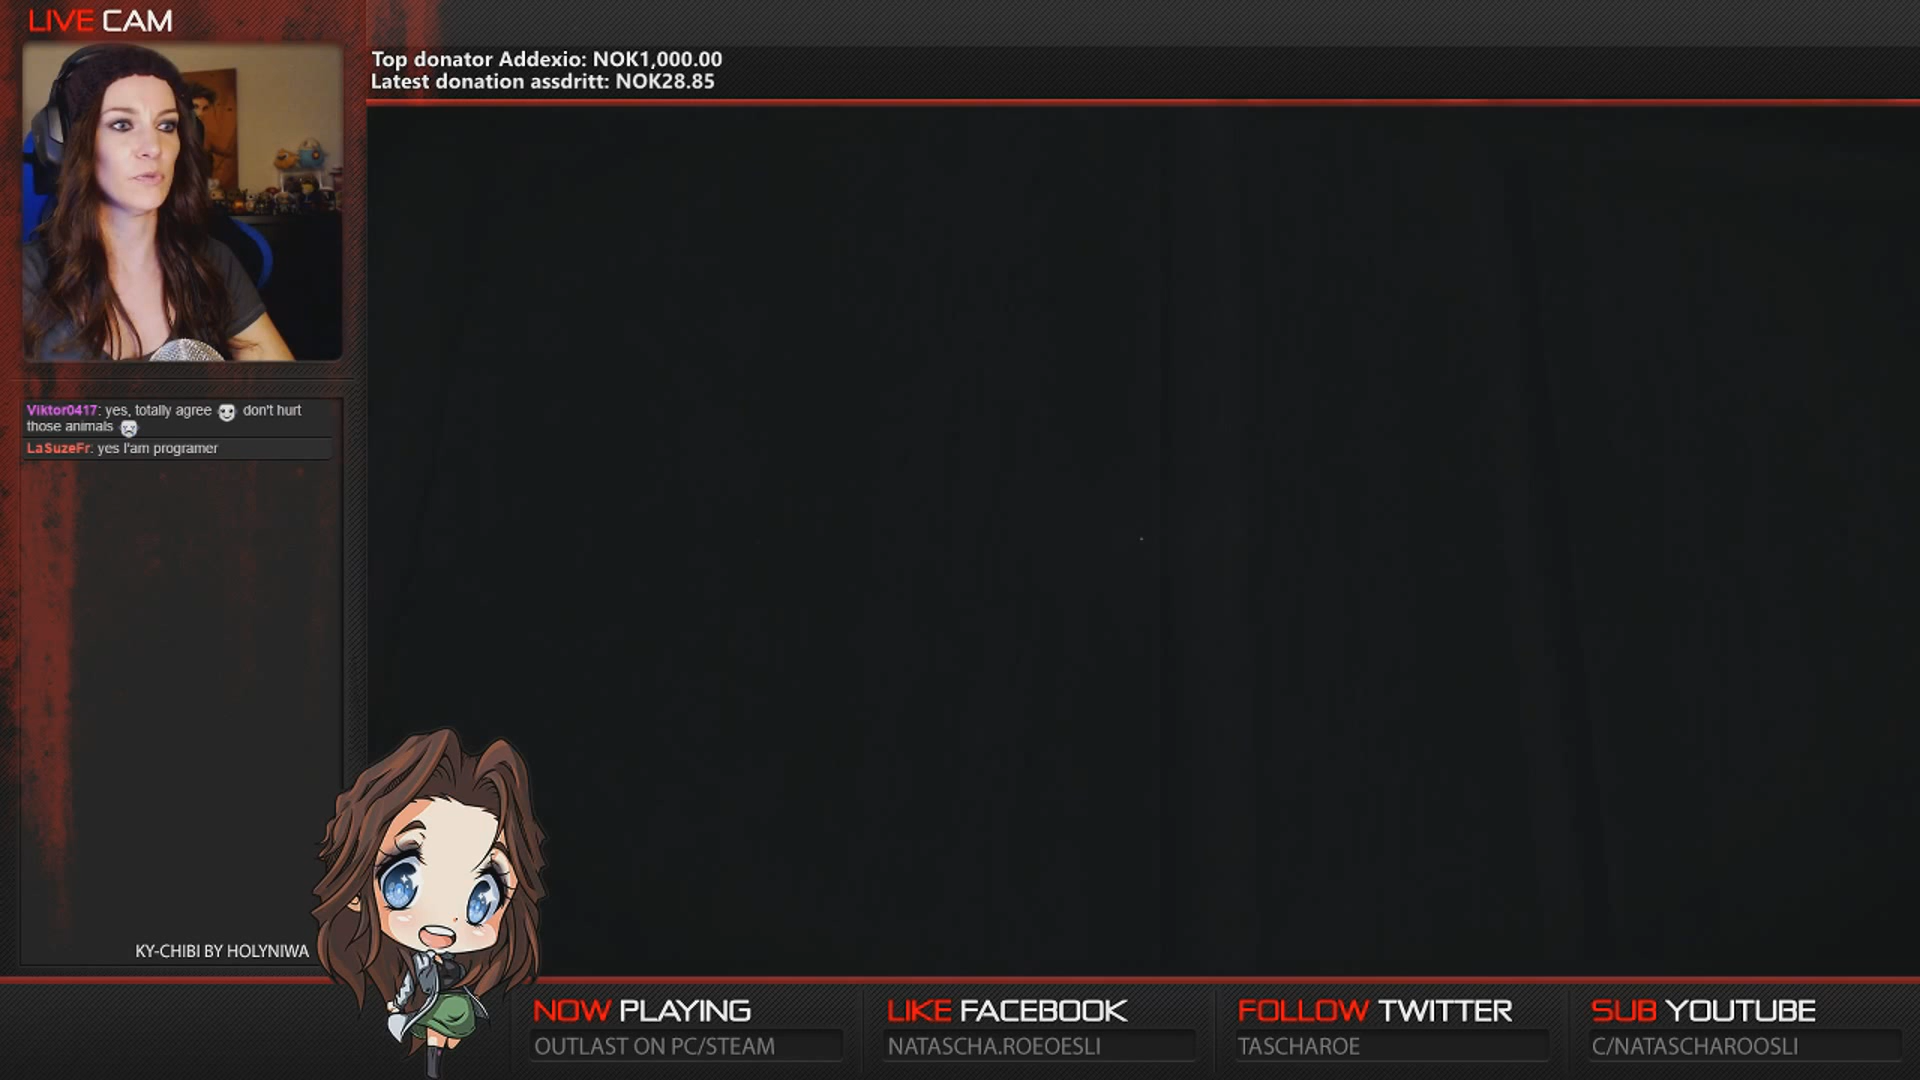 LIVE CAM
Top donator Addexio: NOK1,000.00
Latest donation assdritt: NOK28.85
Viktor0417: yes, totally agree don't hurt
those animals
LaSuzeFr: yes I'am programer
KY-CHIBI BY HOLYNIWA
NOW PLAYING
OUTLAST ON PC/STEAM
LIKE FACEBOOK
NATASCHA.ROEOESLI
FOLLOW TWITTER
TASCHAROE
SUB YOUTUBE
C/NATASCHAROOSLI